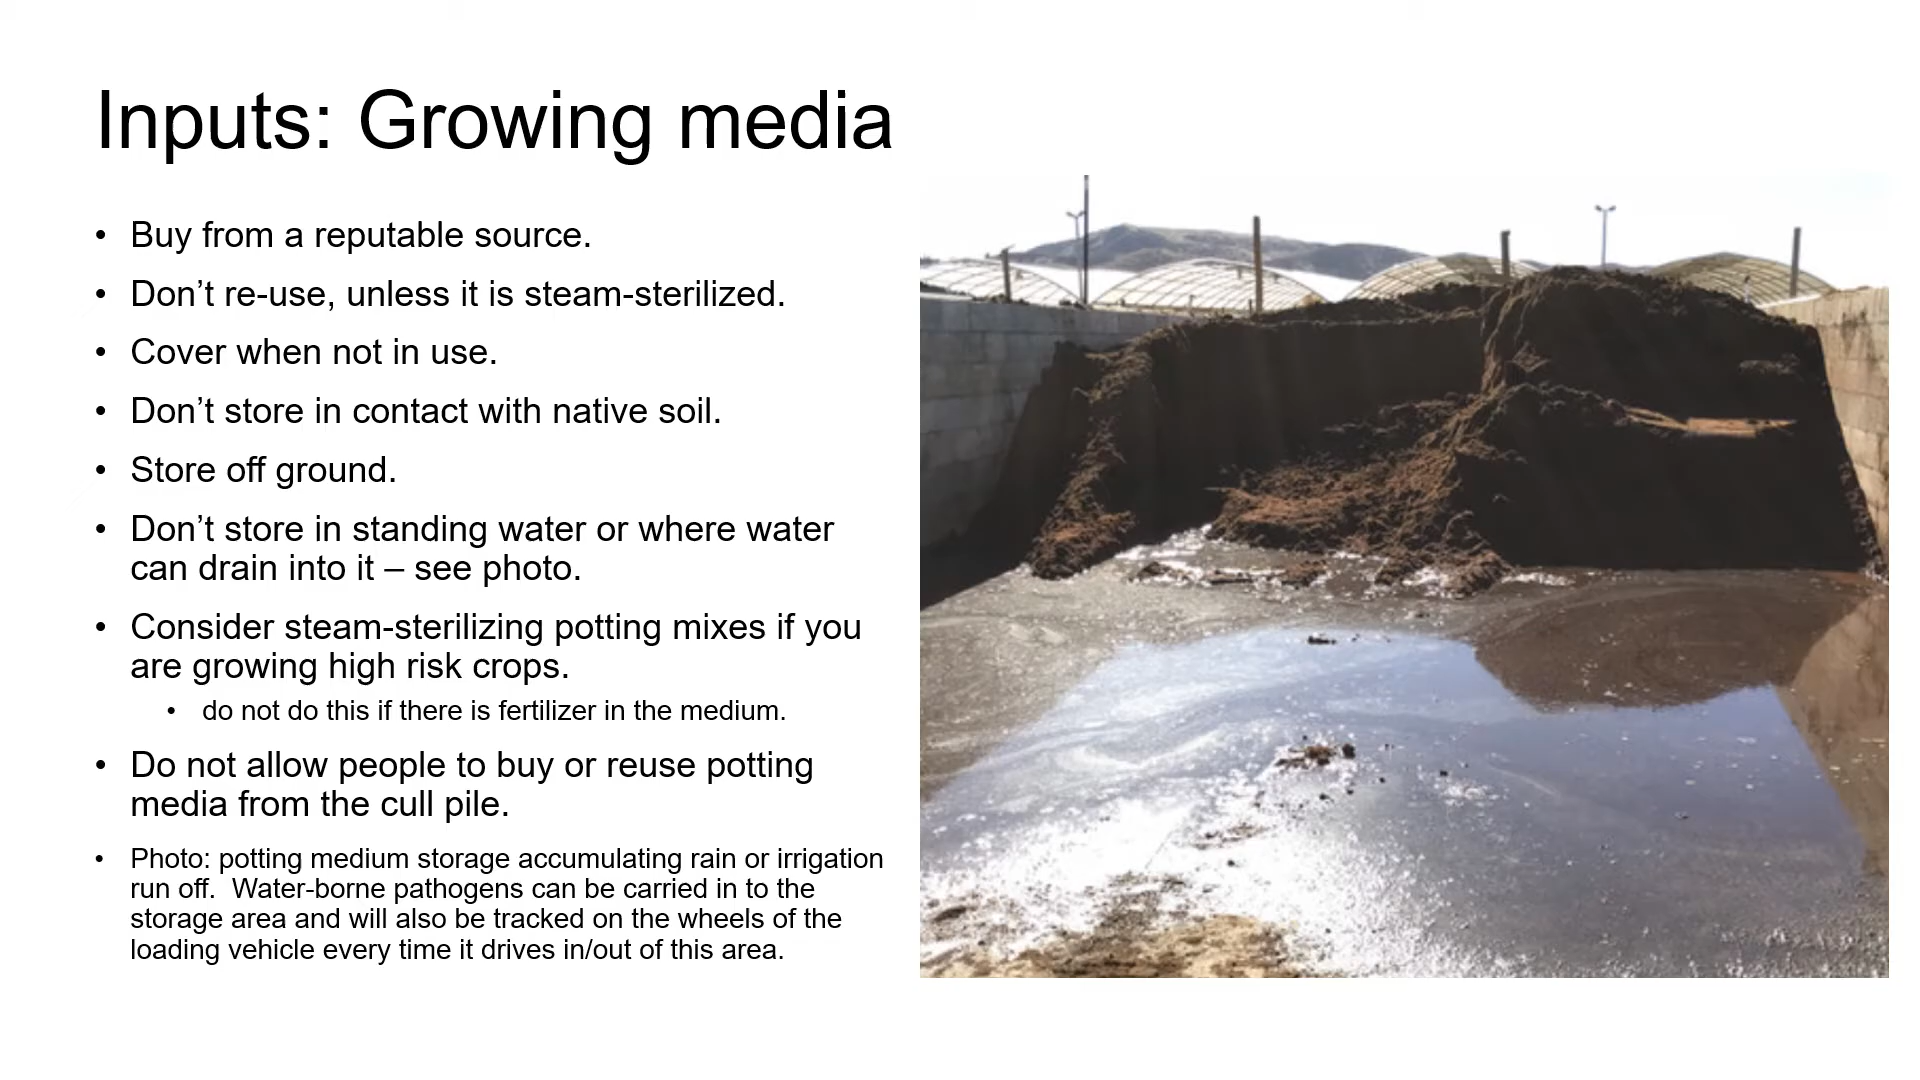 Inputs: Growing media
• Buy from a reputable source.
• Don’t re-use, unless it is steam-sterilized.
• Cover when not in use.
• Don’t store in contact with native soil.
• Store off ground.
• Don’t store in standing water or where water
can drain into it – see photo.
• Consider steam-sterilizing potting mixes if you
are growing high risk crops.
• do not do this if there is fertilizer in the medium.
• Do not allow people to buy or reuse potting
media from the cull pile.
• Photo: potting medium storage accumulating rain or irrigation
run off.  Water-borne pathogens can be carried in to the
storage area and will also be tracked on the wheels of the
loading vehicle every time it drives in/out of this area.